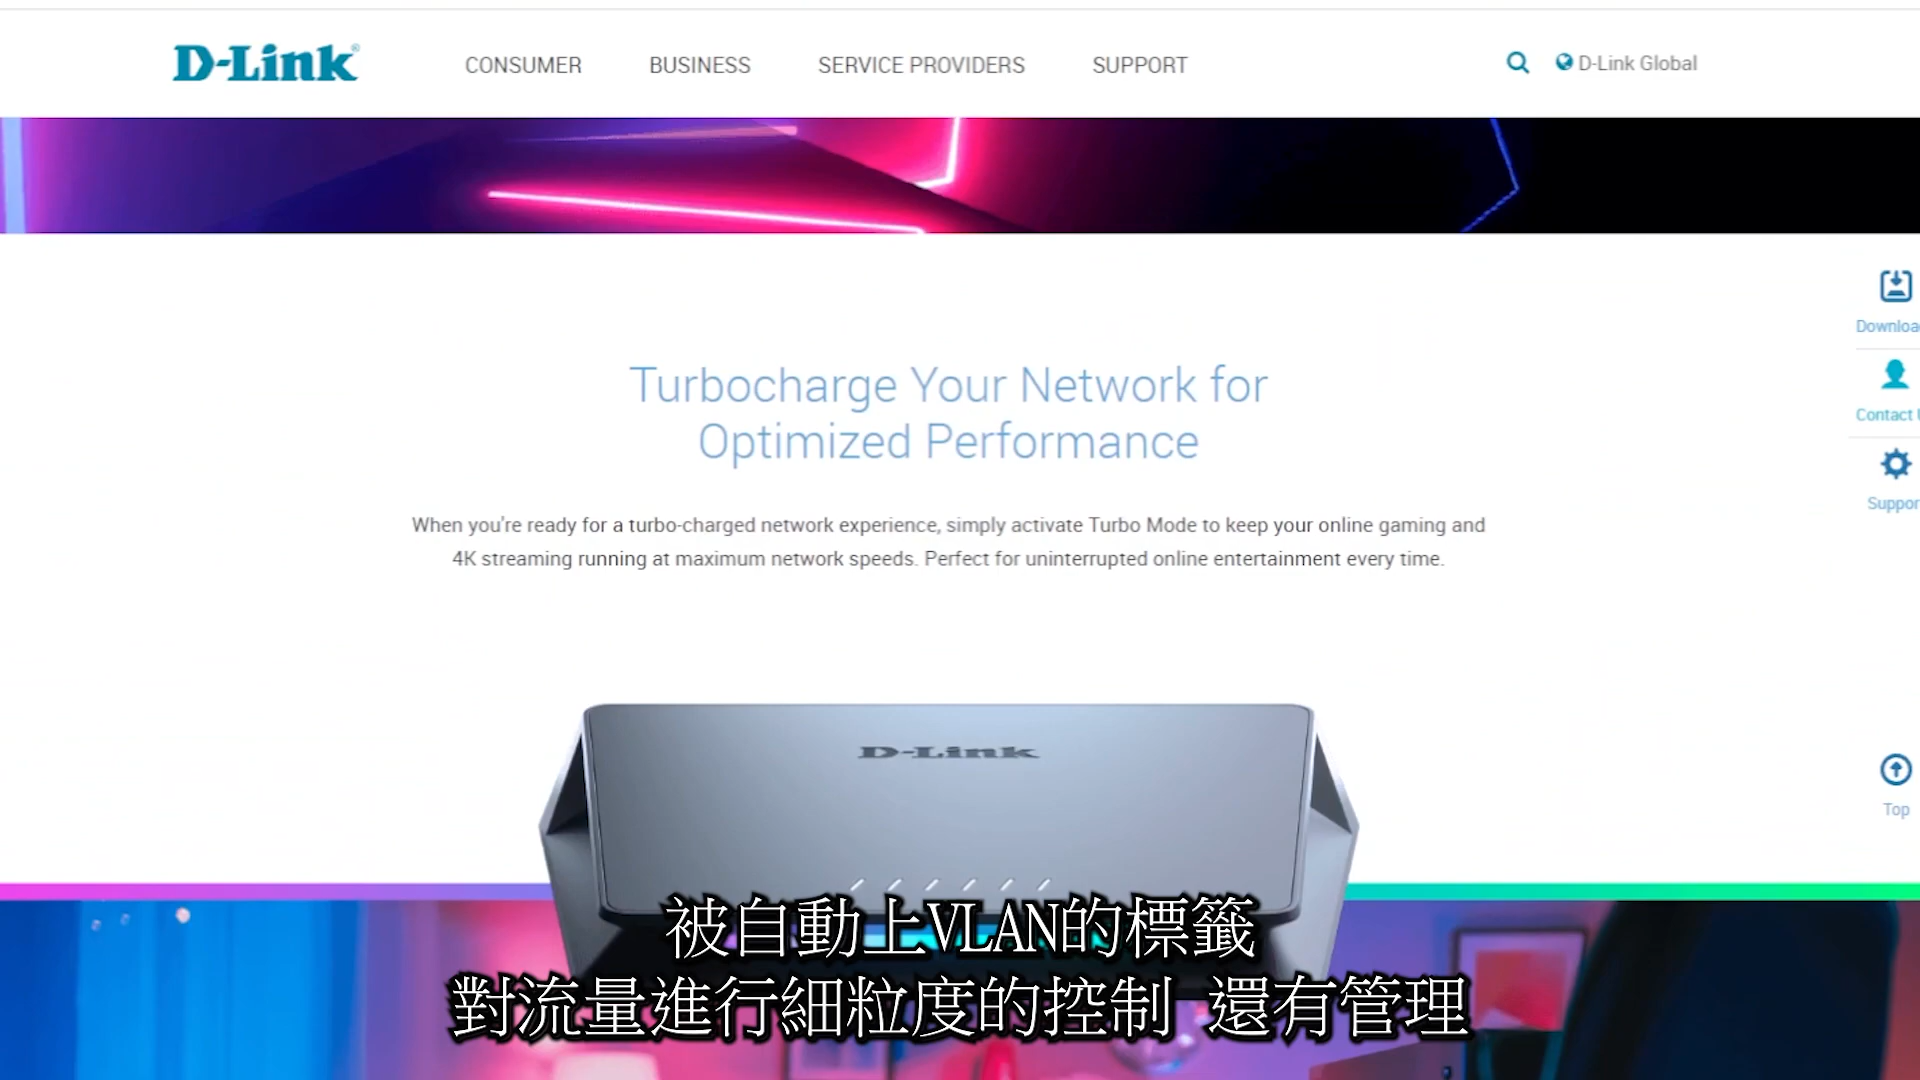 D-Link
CONSUMER
BUSINESS
SERVICE PROVIDERS
SUPPORT
D-Link Global
Turbocharge Your Network for
Optimized Performance
When you're ready for a turbo-charged network experience, simply activate Turbo Mode to keep your online gaming and
4K streaming running at maximum network speeds. Perfect for uninterrupted online entertainment every time.
Downloa
Contact U
Suppor
Top
D-Link
被自動上VLAN的標籤
對流量進行細粒度的控制 還有管理